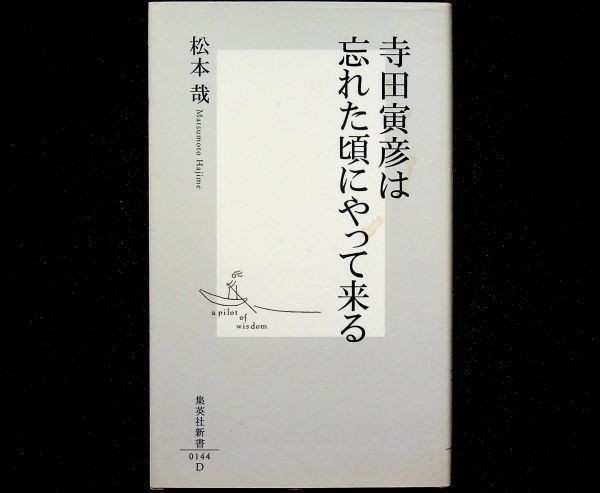 寺田寅彦は
忘れた頃にやって来る
松本 哉
Matsumoto Hajime
a pilot
of
wisdom
集英社新書
0144
D